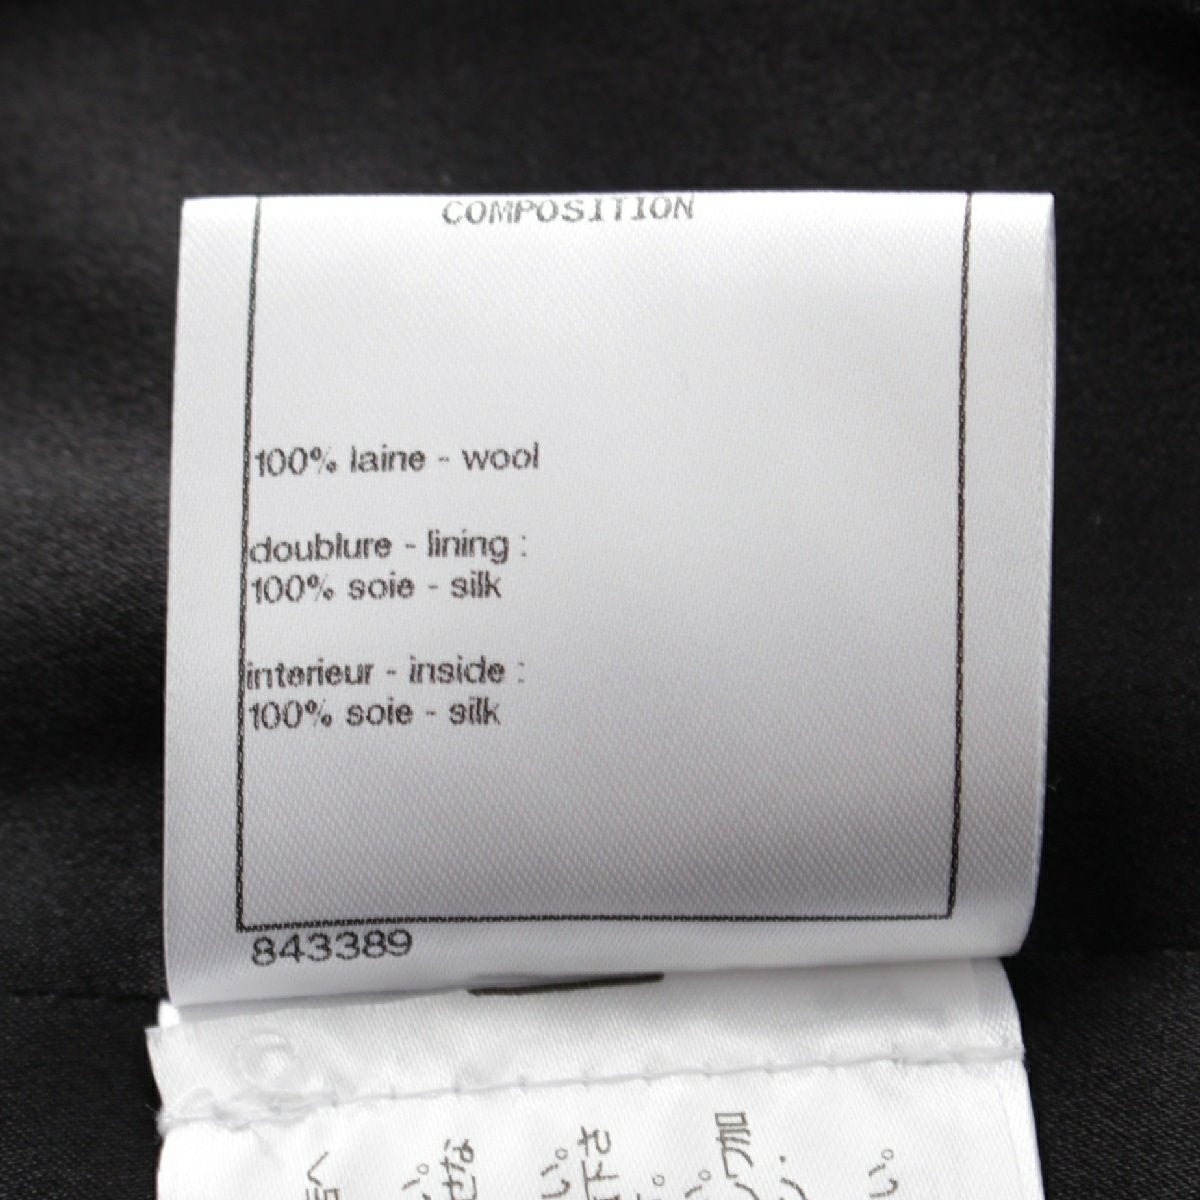 COMPOSITION
100% laine - wool
doublure - lining :
100% soie - silk
interieur - inside :
100% soie - silk
843389